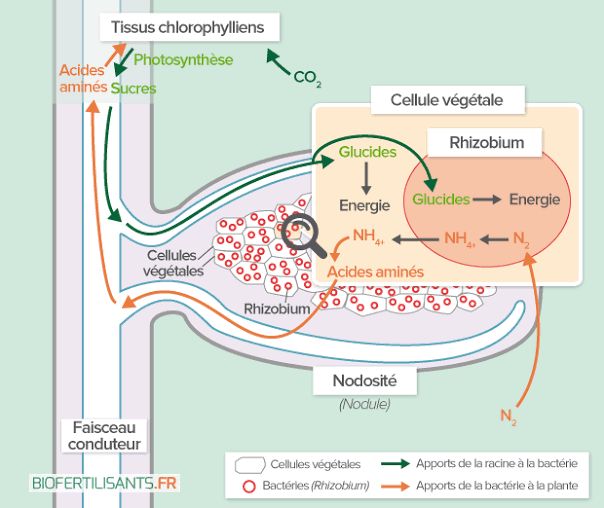 Tissus chlorophylliens
Photosynthèse
Acides
aminés
Sucres
CO2
Cellule végétale
Rhizobium
Glucides
Glucides
Energie
Energie
NH4+
NH4+
N2
Acides aminés
Cellules
végétales
Rhizobium
Nodosité
(Nodule)
N2
Faisceau
conduteur
BIOFERTILISANTS.FR
Cellules végétales
Apports de la racine à la bactérie
Bactéries (Rhizobium)
Apports de la bactérie à la plante